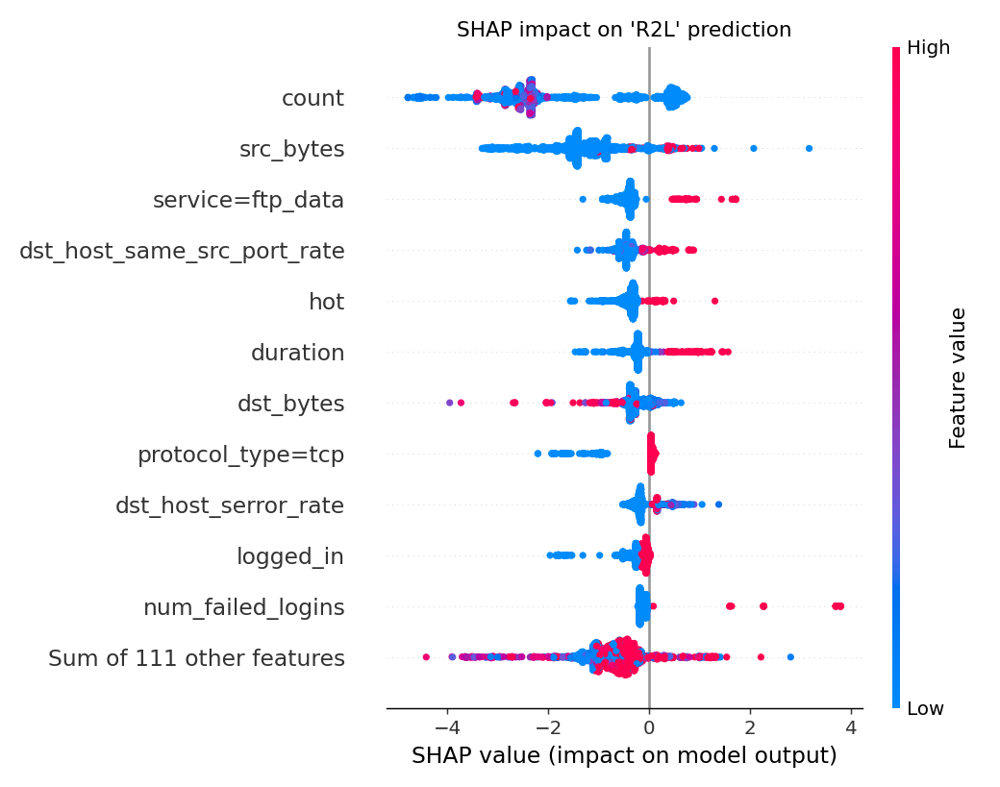 SHAP impact on 'R2L' prediction
High
count
src_bytes
service=ftp_data
dst_host_same_src_port_rate
hot
duration
dst_bytes
protocol_type=tcp
dst_host_serror_rate
logged_in
num_failed_logins
Sum of 111 other features
Feature value
Low
−4 −2 0 2 4
SHAP value (impact on model output)